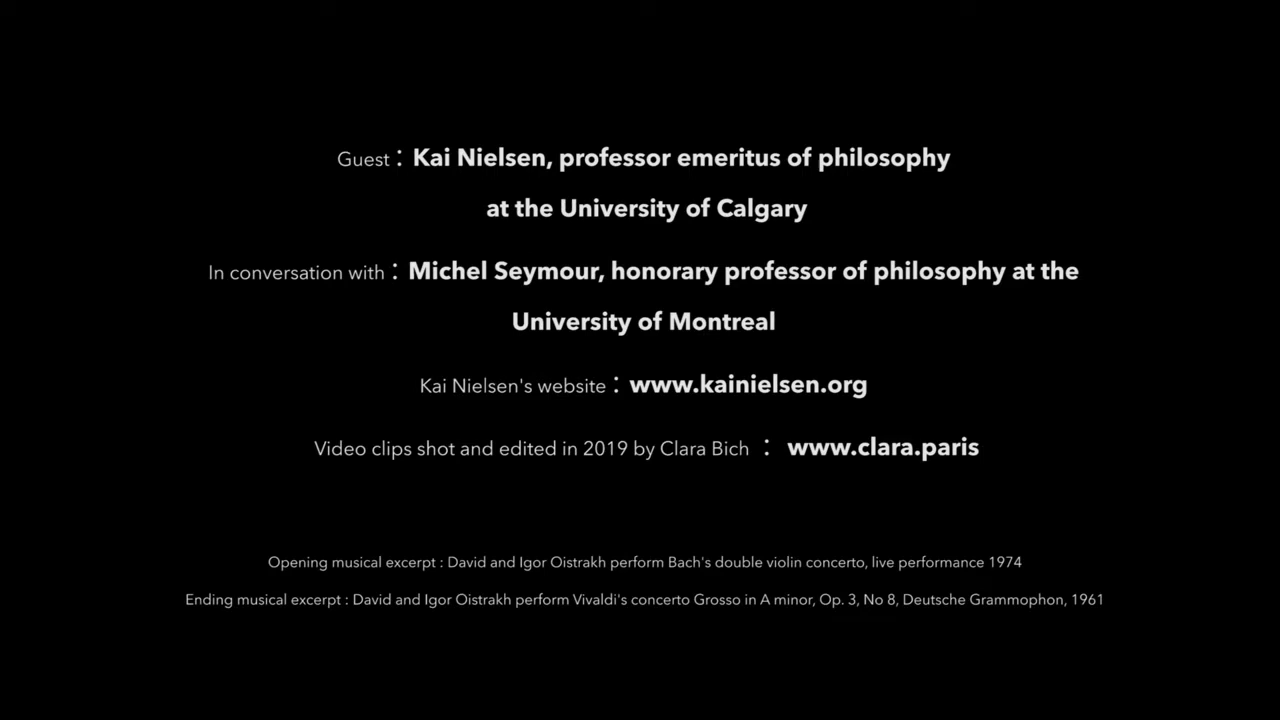 Guest : Kai Nielsen, professor emeritus of philosophy
at the University of Calgary
In conversation with : Michel Seymour, honorary professor of philosophy at the
University of Montreal
Kai Nielsen's website : www.kainielsen.org
Video clips shot and edited in 2019 by Clara Bich : www.clara.paris
Opening musical excerpt : David and Igor Oistrakh perform Bach's double violin concerto, live performance 1974
Ending musical excerpt : David and Igor Oistrakh perform Vivaldi's concerto Grosso in A minor, Op. 3, No 8, Deutsche Grammophon, 1961